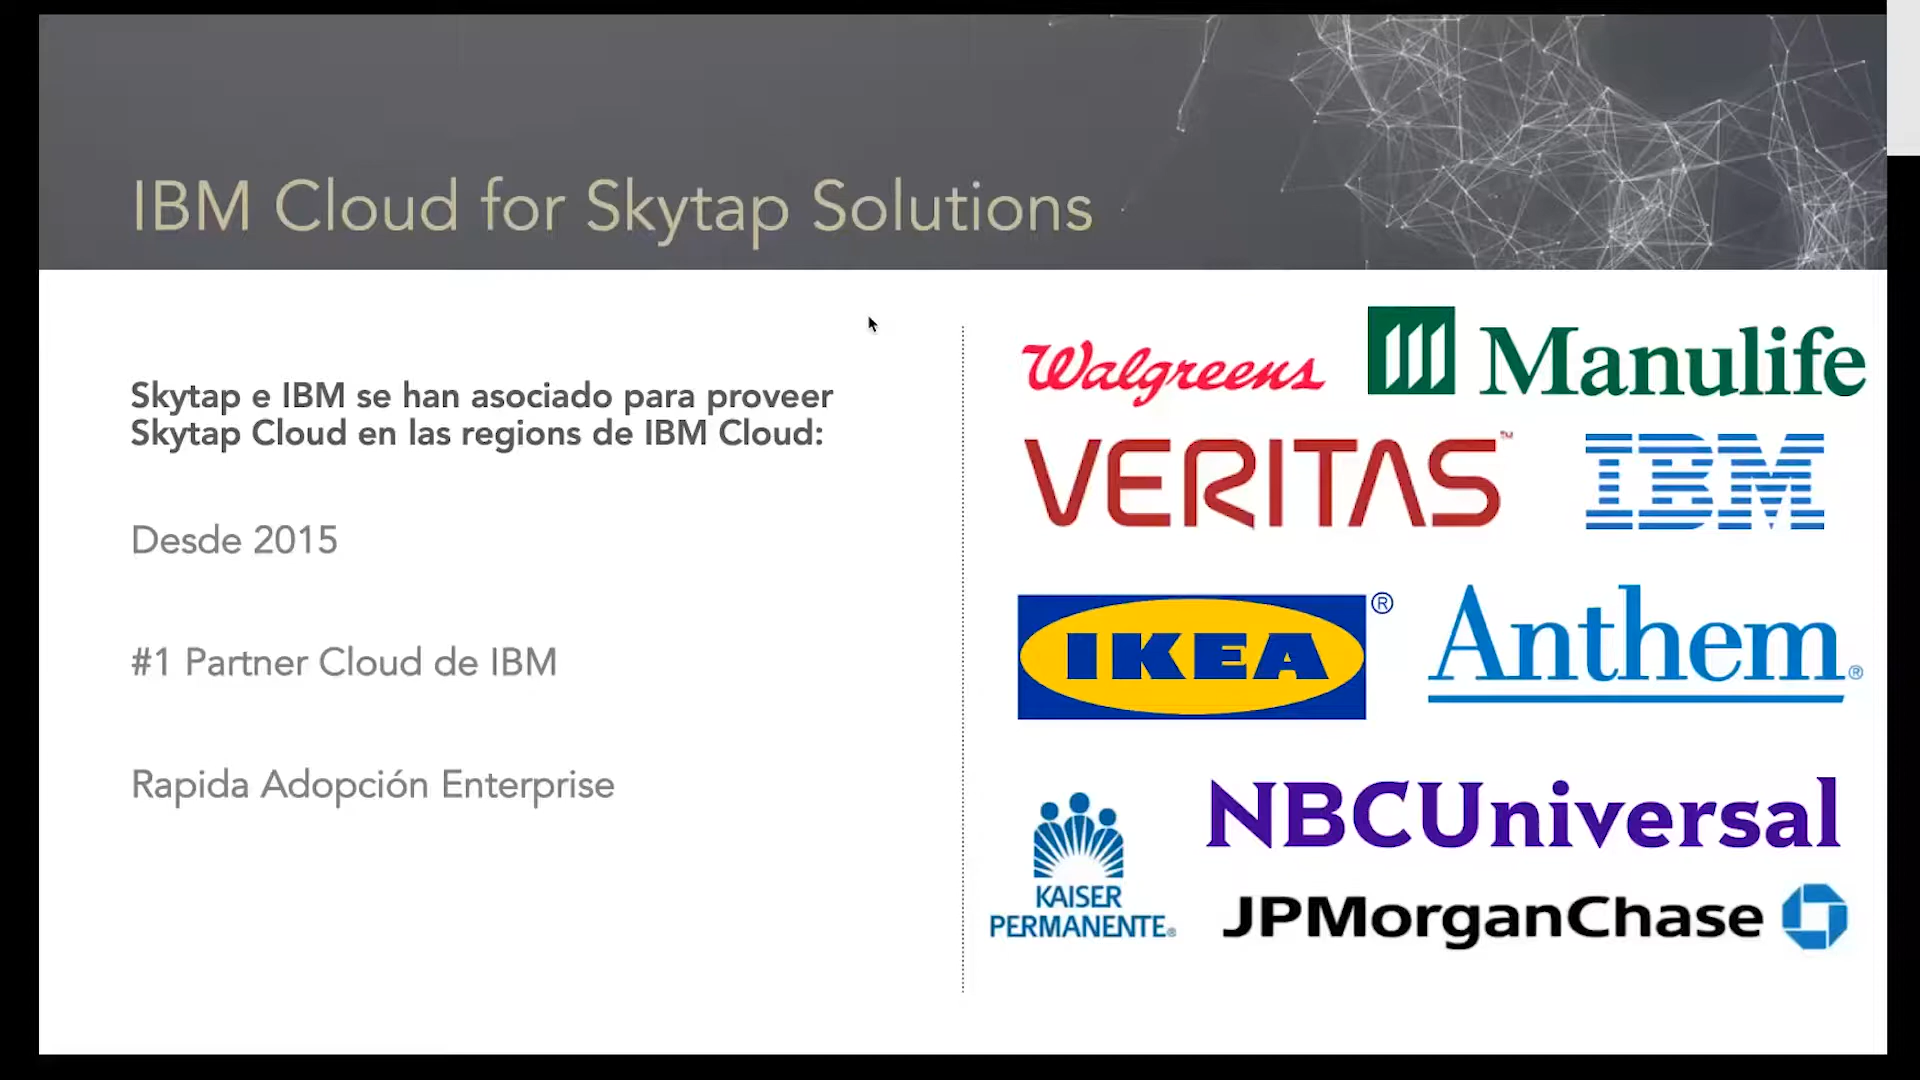 IBM Cloud for Skytap Solutions
Skytap e IBM se han asociado para proveer
Skytap Cloud en las regions de IBM Cloud:
Desde 2015
#1 Partner Cloud de IBM
Rapida Adopción Enterprise
Walgreens
Manulife
VERITAS™
IBM
IKEA®
Anthem®
NBCUniversal
KAISER
PERMANENTE®
JPMorganChase